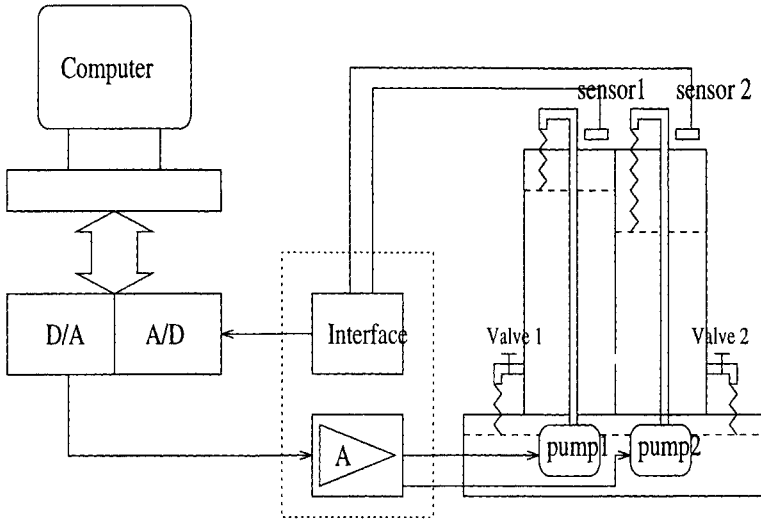 Computer
sensor1
sensor 2
D/A
A/D
Interface
Valve 1
Valve 2
A
pump1
pump2